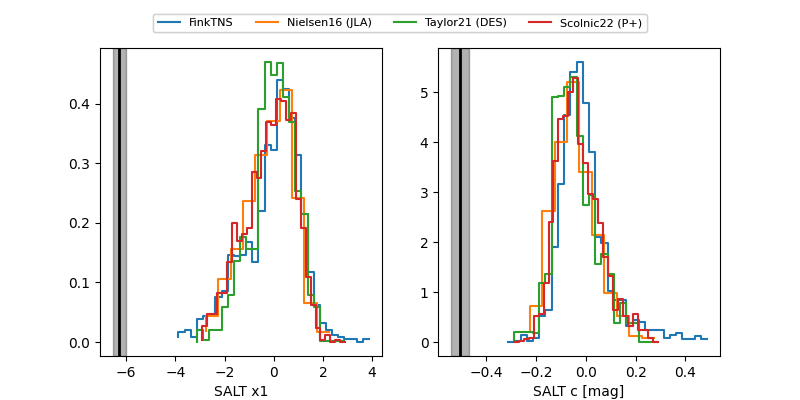 FinkTNS Nielsen16 (JLA) Taylor21 (DES) Scolnic22 (P+)
0.4
0.3
0.2
0.1
0.0
−6 −4 −2 0 2 4
SALT x1
5
4
3
2
1
0
−0.4 −0.2 0.0 0.2 0.4
SALT c [mag]